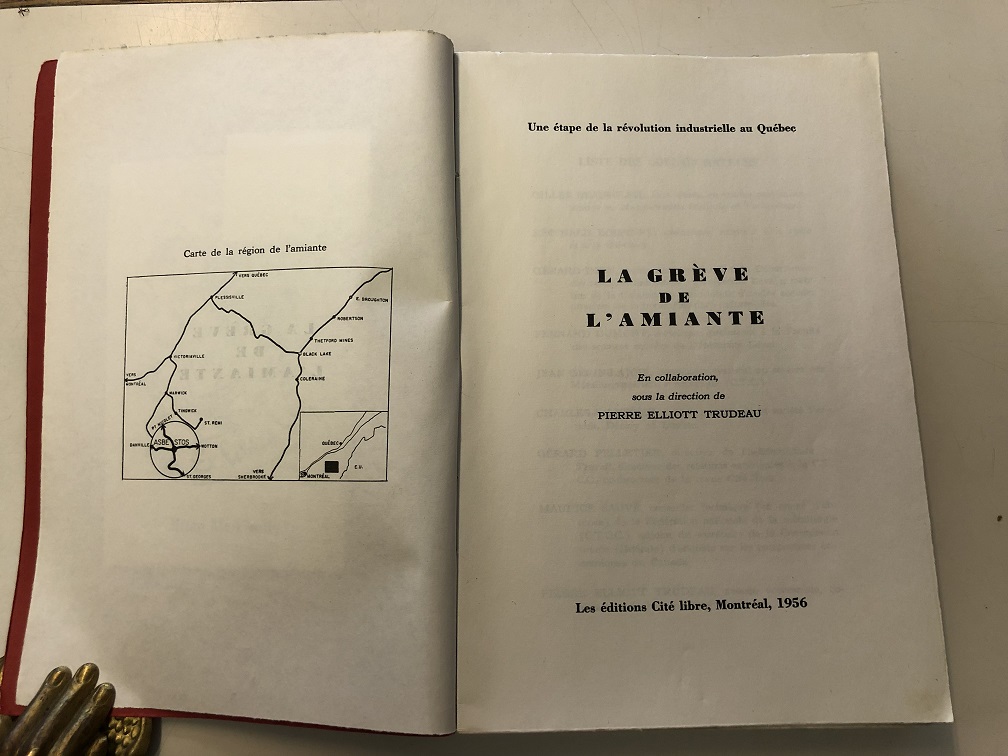 Carte de la région de l'amiante
VERS QUÉBEC
PLESSISVILLE
E. BROUGHTON
ROBERTSON
THETFORD MINES
BLACK LAKE
VICTORIAVILLE
VERS
MONTRÉAL
COLERAINE
WARWICK
TINGWICK
ST. RÉMI
PT. NICOLET
DANVILLE
ASBESTOS
WOTTON
ST. GEORGES
VERS
SHERBROOKE
QUÉBEC
E.U.
MONTRÉAL
Une étape de la révolution industrielle au Québec
LA GRÈVE
DE
L'AMIANTE
En collaboration,
sous la direction de
PIERRE ELLIOTT TRUDEAU
Les éditions Cité libre, Montréal, 1956